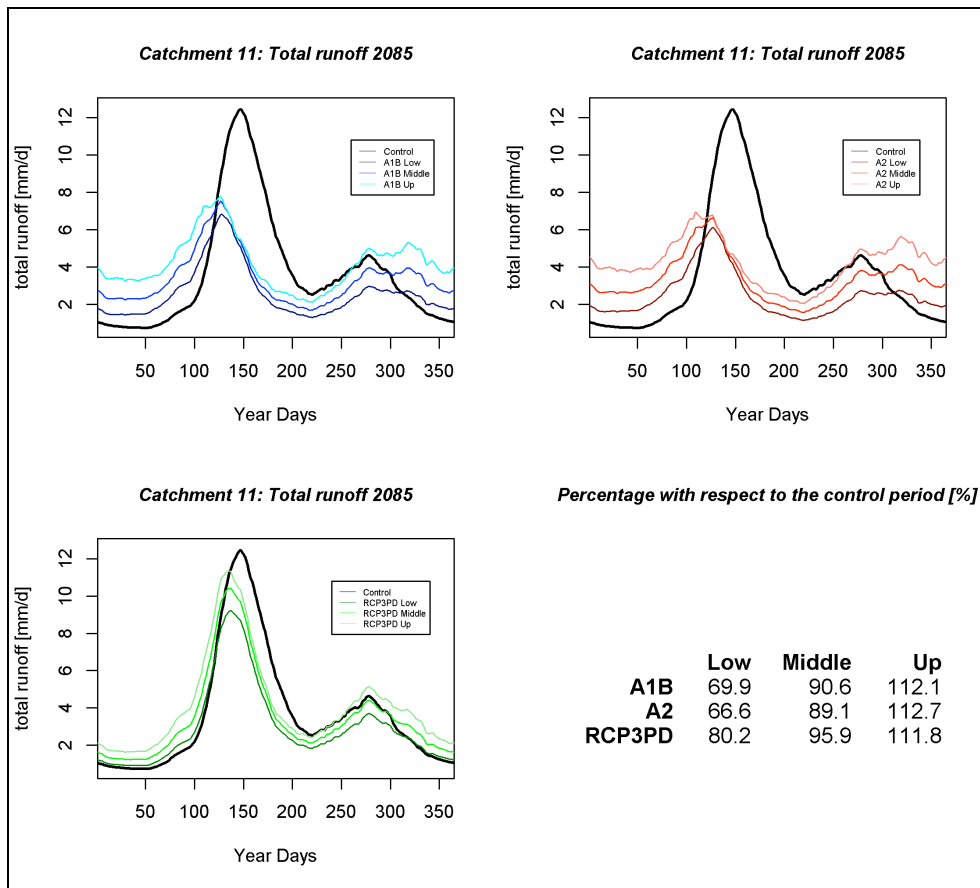 Catchment 11: Total runoff 2085
total runoff [mm/d]
2 4 6 8 10 12
Control
A1B Low
A1B Middle
A1B Up
50 100 150 200 250 300 350
Year Days
Catchment 11: Total runoff 2085
total runoff [mm/d]
2 4 6 8 10 12
Control
A2 Low
A2 Middle
A2 Up
50 100 150 200 250 300 350
Year Days
Catchment 11: Total runoff 2085
total runoff [mm/d]
2 4 6 8 10 12
Control
RCP3PD Low
RCP3PD Middle
RCP3PD Up
50 100 150 200 250 300 350
Year Days
Percentage with respect to the control period [%]
Low Middle Up
A1B 69.9 90.6 112.1
A2 66.6 89.1 112.7
RCP3PD 80.2 95.9 111.8